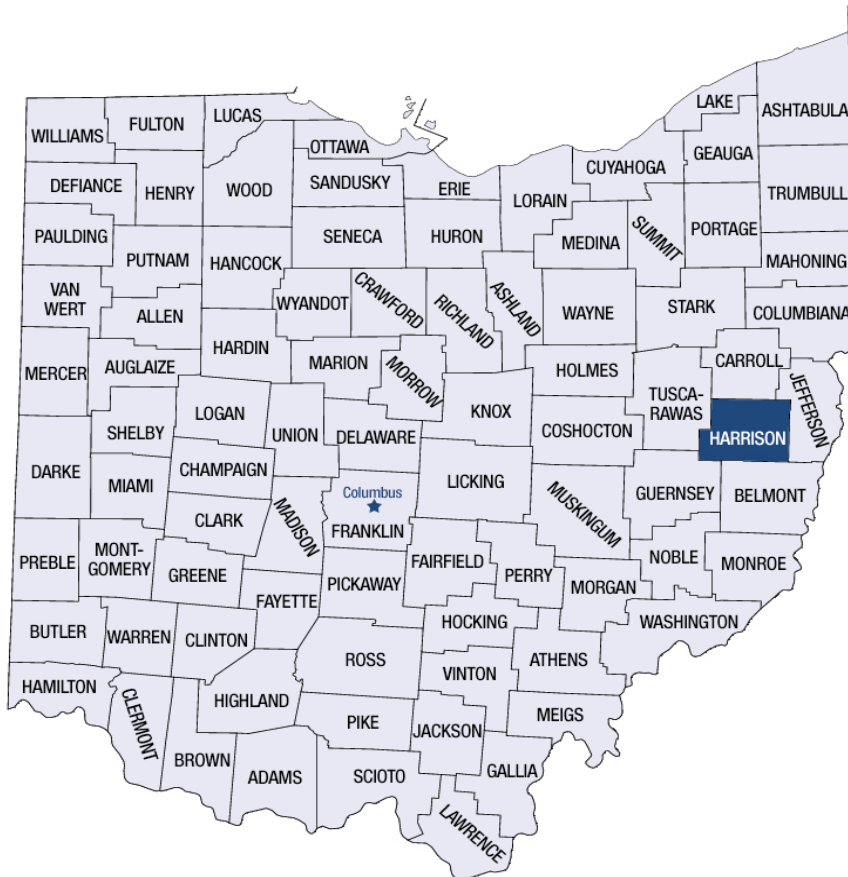 LAKE
ASHTABULA
LUCAS
FULTON
WILLIAMS
OTTAWA
GEAUGA
CUYAHOGA
DEFIANCE
HENRY
WOOD
SANDUSKY
ERIE
LORAIN
TRUMBULL
PAULDING
SENECA
HURON
MEDINA
SUMMIT
PORTAGE
PUTNAM
HANCOCK
MAHONING
VAN
WERT
ALLEN
WYANDOT
CRAWFORD
RICHLAND
ASHLAND
WAYNE
STARK
COLUMBIANA
HARDIN
MARION
MERCER
AUGLAIZE
MORROW
HOLMES
CARROLL
JEFFERSON
TUSCA-
RAWAS
LOGAN
KNOX
SHELBY
UNION
DELAWARE
COSHOCTON
HARRISON
DARKE
CHAMPAIGN
MIAMI
LICKING
GUERNSEY
BELMONT
Columbus
CLARK
MADISON
FRANKLIN
MUSKINGUM
PREBLE
MONT-
GOMERY
GREENE
FAIRFIELD
PERRY
NOBLE
MONROE
PICKAWAY
MORGAN
FAYETTE
BUTLER
WARREN
CLINTON
HOCKING
WASHINGTON
ROSS
ATHENS
VINTON
HAMILTON
CLERMONT
HIGHLAND
PIKE
JACKSON
MEIGS
BROWN
ADAMS
SCIOTO
GALLIA
LAWRENCE